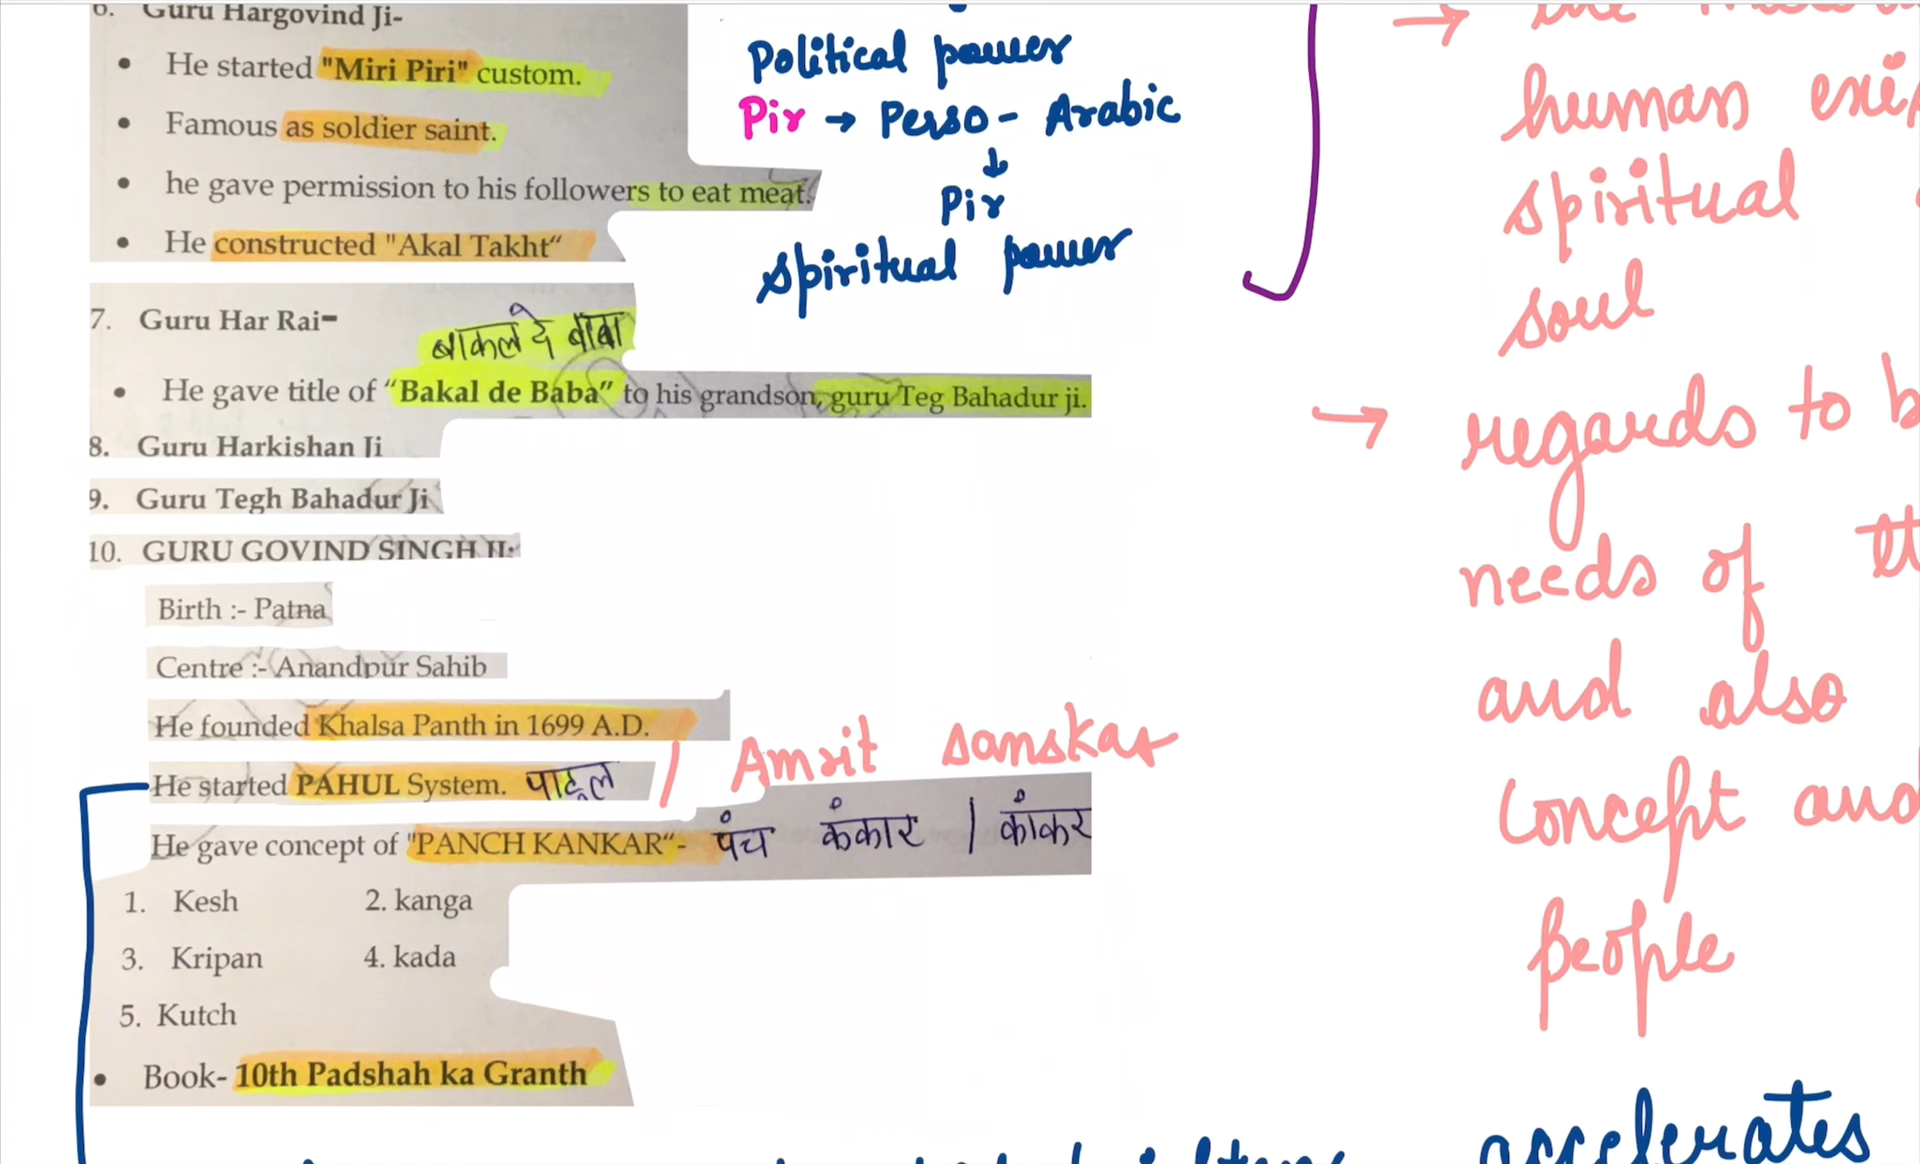 6. Guru Hargovind Ji-
• He started "Miri Piri" custom.
• Famous as soldier saint.
• he gave permission to his followers to eat meat.
• He constructed "Akal Takht"
Political power
Pir → Perso - Arabic
↓
Pir
spiritual power
7. Guru Har Rai-
बाकल दे बाबा
• He gave title of "Bakal de Baba" to his grandson, guru Teg Bahadur ji.
8. Guru Harkishan Ji
9. Guru Tegh Bahadur Ji
10. GURU GOVIND SINGH JI:
Birth :- Patna
Centre :- Anandpur Sahib
He founded Khalsa Panth in 1699 A.D.
He started PAHUL System. पाहुल / Amrit sanskar
He gave concept of "PANCH KANKAR"- पंच कंकार | कांकर
1. Kesh 2. kanga
3. Kripan 4. kada
5. Kutch
• Book- 10th Padshah ka Granth
→ the
human
spiritual
soul
→ regards to
needs of
and also
concept and
people
accelerates